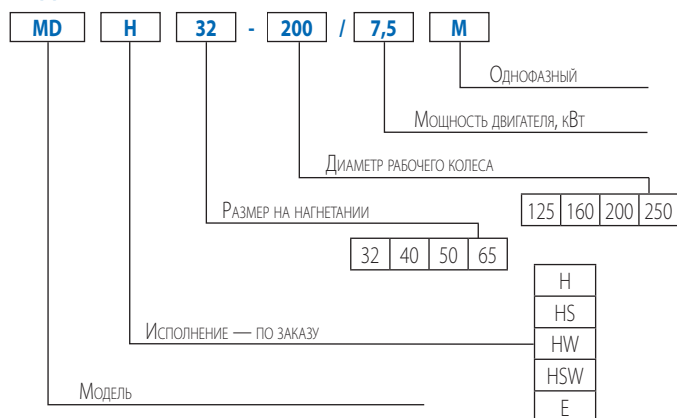 MD H 32 - 200 / 7,5 M
Однофазный
Мощность двигателя, кВт
Диаметр рабочего колеса
125 160 200 250
Размер на нагнетании
32 40 50 65
H
HS
Исполнение — по заказу
HW
HSW
Модель
E